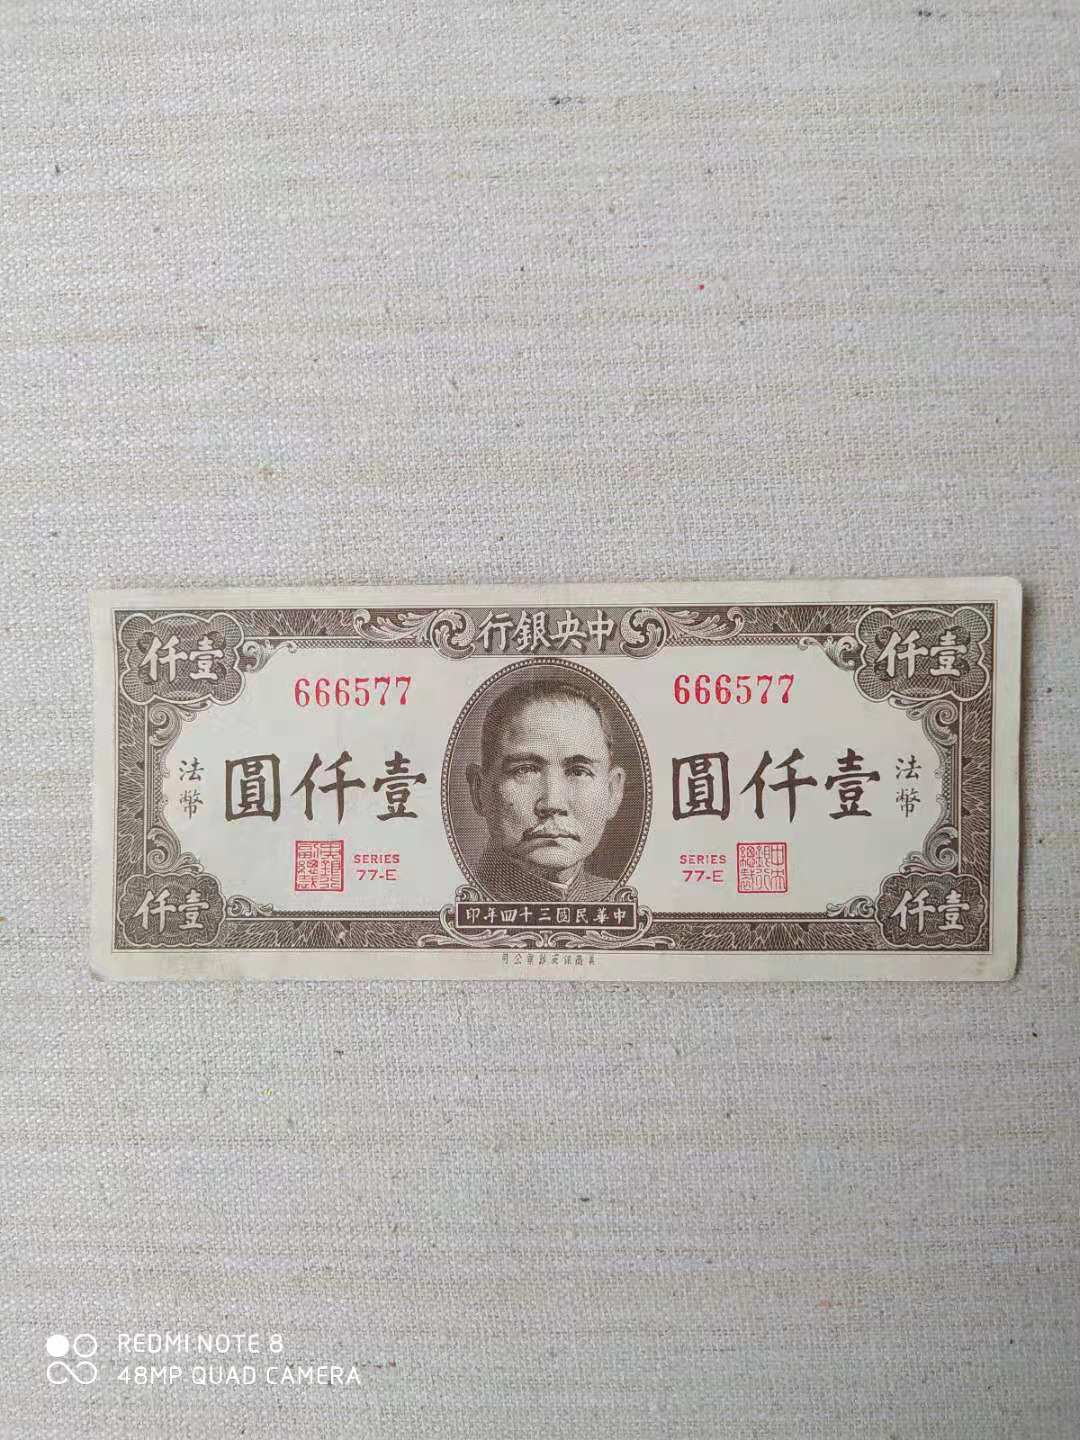 中央銀行
壹仟
壹仟
666577
666577
法幣
壹仟圓
壹仟圓
法幣
SERIES
77-E
SERIES
77-E
壹仟
壹仟
中華民國三十四年印
REDMI NOTE 8
48MP QUAD CAMERA